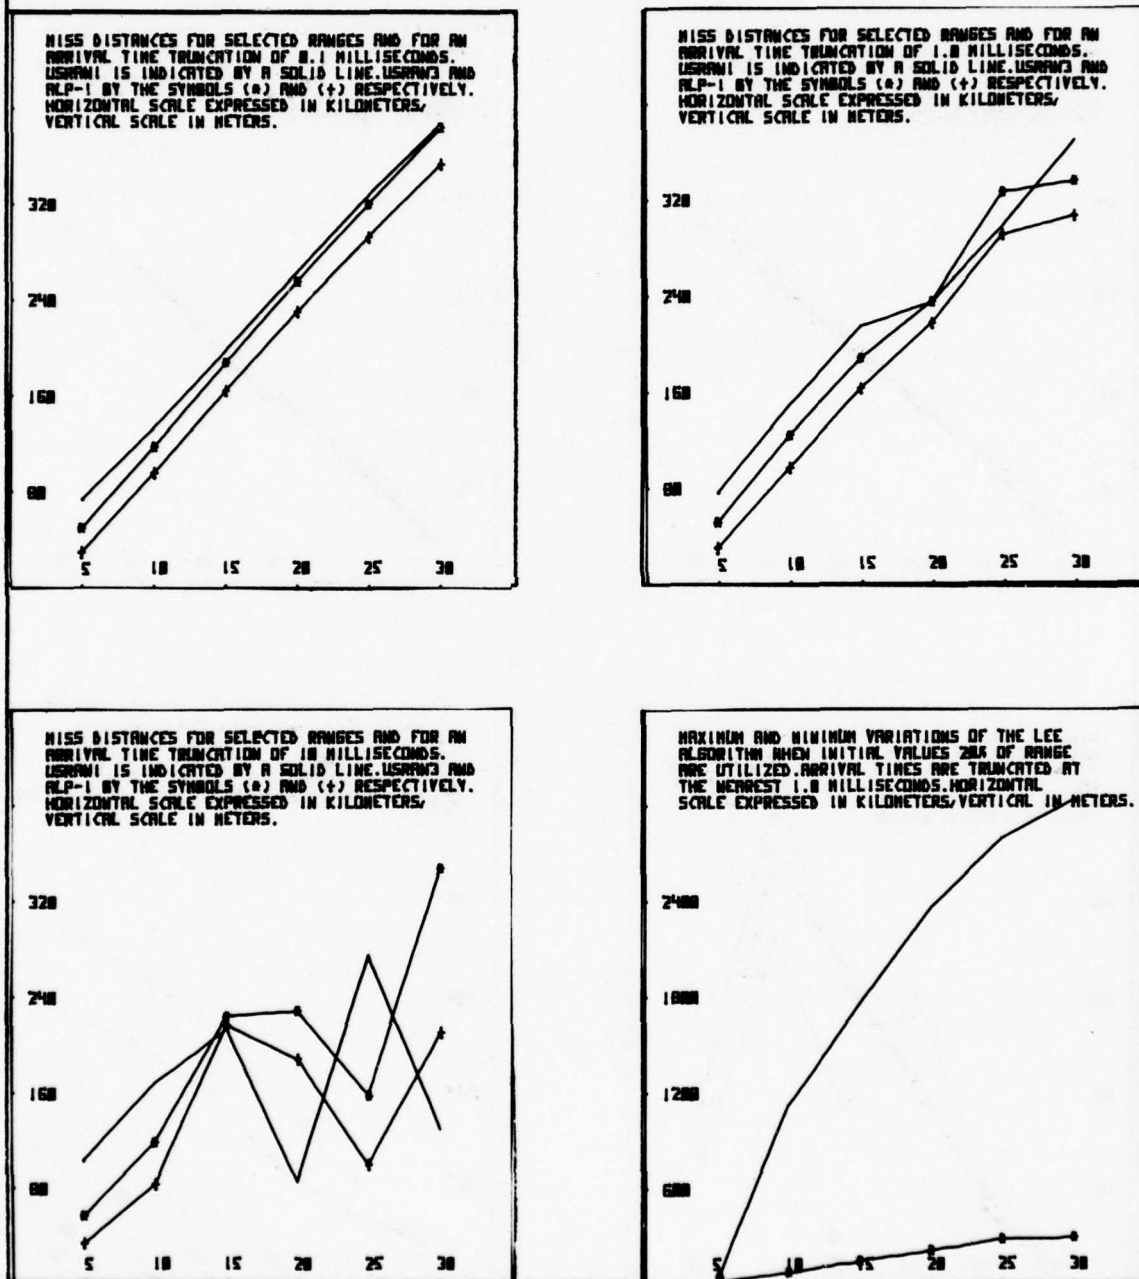 MISS DISTANCES FOR SELECTED RANGES AND FOR AN
ARRIVAL TIME TRUNCATION OF 0.1 MILLISECONDS.
USRAN1 IS INDICATED BY A SOLID LINE.USRAN3 AND
ALP-1 BY THE SYMBOLS (*) AND (+) RESPECTIVELY.
HORIZONTAL SCALE EXPRESSED IN KILOMETERS,
VERTICAL SCALE IN METERS.
320
240
160
80
5 10 15 20 25 30
MISS DISTANCES FOR SELECTED RANGES AND FOR AN
ARRIVAL TIME TRUNCATION OF 1.0 MILLISECONDS.
USRAN1 IS INDICATED BY A SOLID LINE.USRAN3 AND
ALP-1 BY THE SYMBOLS (*) AND (+) RESPECTIVELY.
HORIZONTAL SCALE EXPRESSED IN KILOMETERS,
VERTICAL SCALE IN METERS.
320
240
160
80
5 10 15 20 25 30
MISS DISTANCES FOR SELECTED RANGES AND FOR AN
ARRIVAL TIME TRUNCATION OF 10 MILLISECONDS.
USRAN1 IS INDICATED BY A SOLID LINE.USRAN3 AND
ALP-1 BY THE SYMBOLS (*) AND (+) RESPECTIVELY.
HORIZONTAL SCALE EXPRESSED IN KILOMETERS,
VERTICAL SCALE IN METERS.
320
240
160
80
5 10 15 20 25 30
MAXIMUM AND MINIMUM VARIATIONS OF THE LEE
ALGORITHM WHEN INITIAL VALUES 20% OF RANGE
ARE UTILIZED.ARRIVAL TIMES ARE TRUNCATED AT
THE NEAREST 1.0 MILLISECONDS.HORIZONTAL
SCALE EXPRESSED IN KILOMETERS,VERTICAL IN METERS.
2400
1800
1200
600
5 10 15 20 25 30